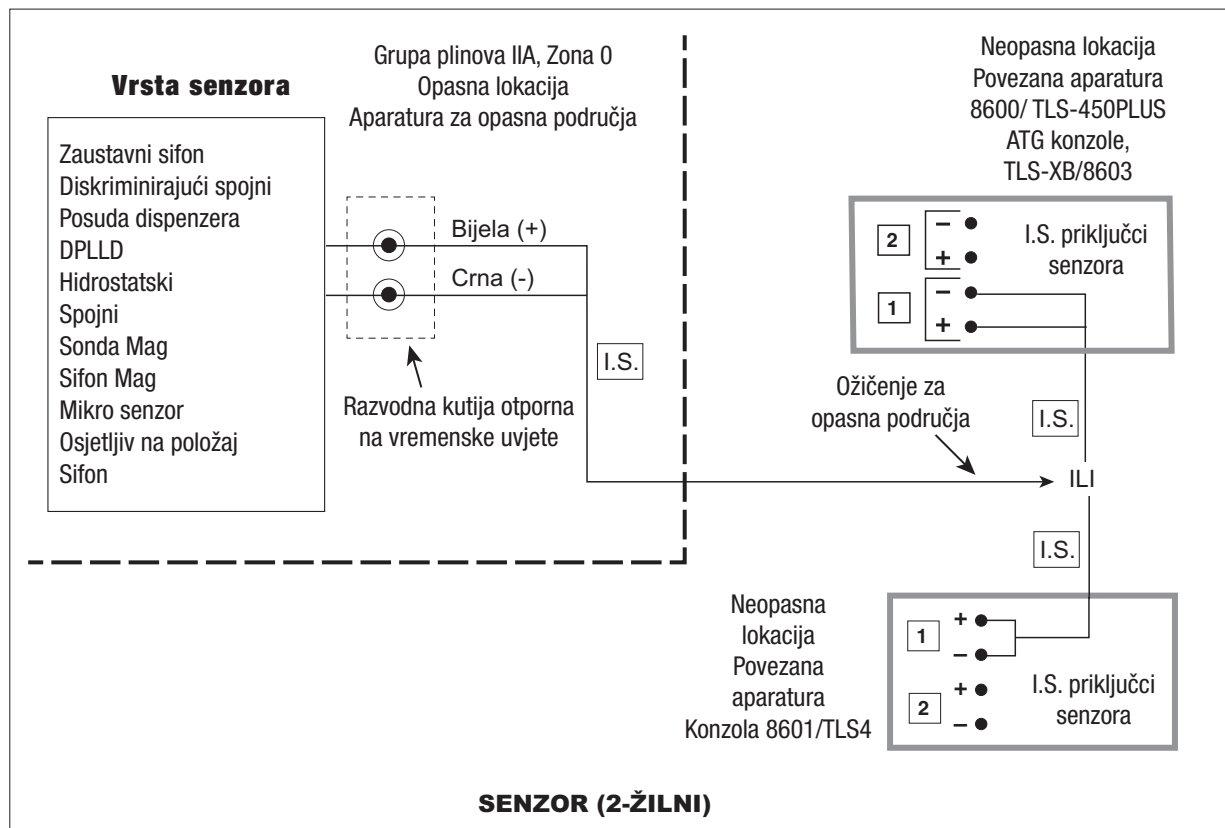 Vrsta senzora
Zaustavni sifon
Diskriminirajući spojni
Posuda dispenzera
DPLLD
Hidrostatski
Spojni
Sonda Mag
Sifon Mag
Mikro senzor
Osjetljiv na položaj
Sifon
Grupa plinova IIA, Zona 0
Opasna lokacija
Aparatura za opasna područja
Bijela (+)
Crna (-)
I.S.
Razvodna kutija otporna
na vremenske uvjete
Neopasna lokacija
Povezana aparatura
8600/ TLS-450PLUS
ATG konzole,
TLS-XB/8603
2
–
+
1
–
+
I.S. priključci
senzora
Ožičenje za
opasna područja
I.S.
ILI
I.S.
Neopasna
lokacija
Povezana
aparatura
Konzola 8601/TLS4
1
+
–
2
+
–
I.S. priključci
senzora
SENZOR (2-ŽILNI)